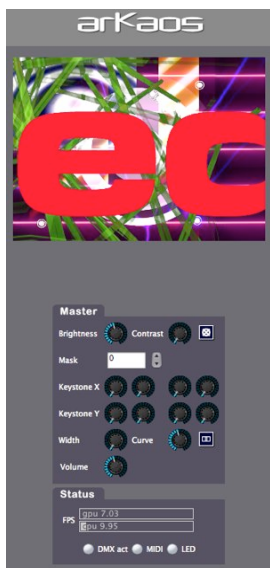 arKaos
ec
Master
Brightness Contrast
Mask 0
Keystone X
Keystone Y
Width Curve
Volume
Status
FPS gpu 7.03
gpu 9.95
DMX act MIDI LED